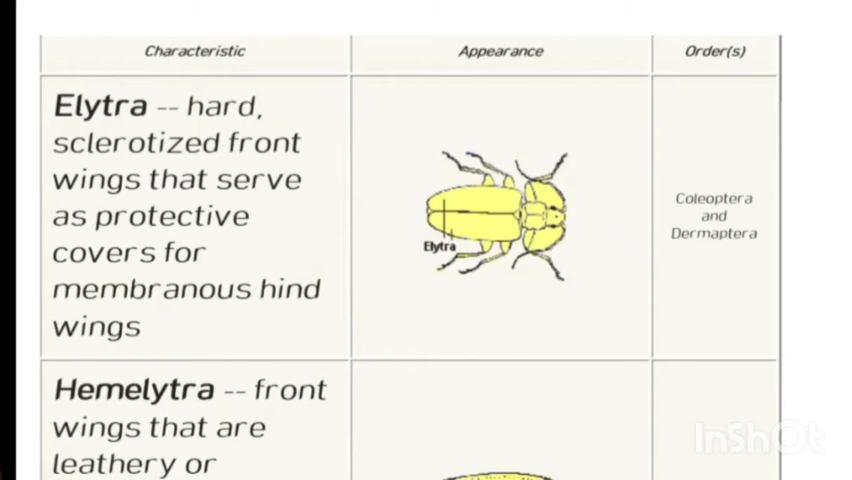 Characteristic Appearance Order(s)
Elytra -- hard,
sclerotized front
wings that serve
as protective
covers for
membranous hind
wings
Elytra
Coleoptera
and
Dermaptera
Hemelytra -- front
wings that are
leathery or
InShOt